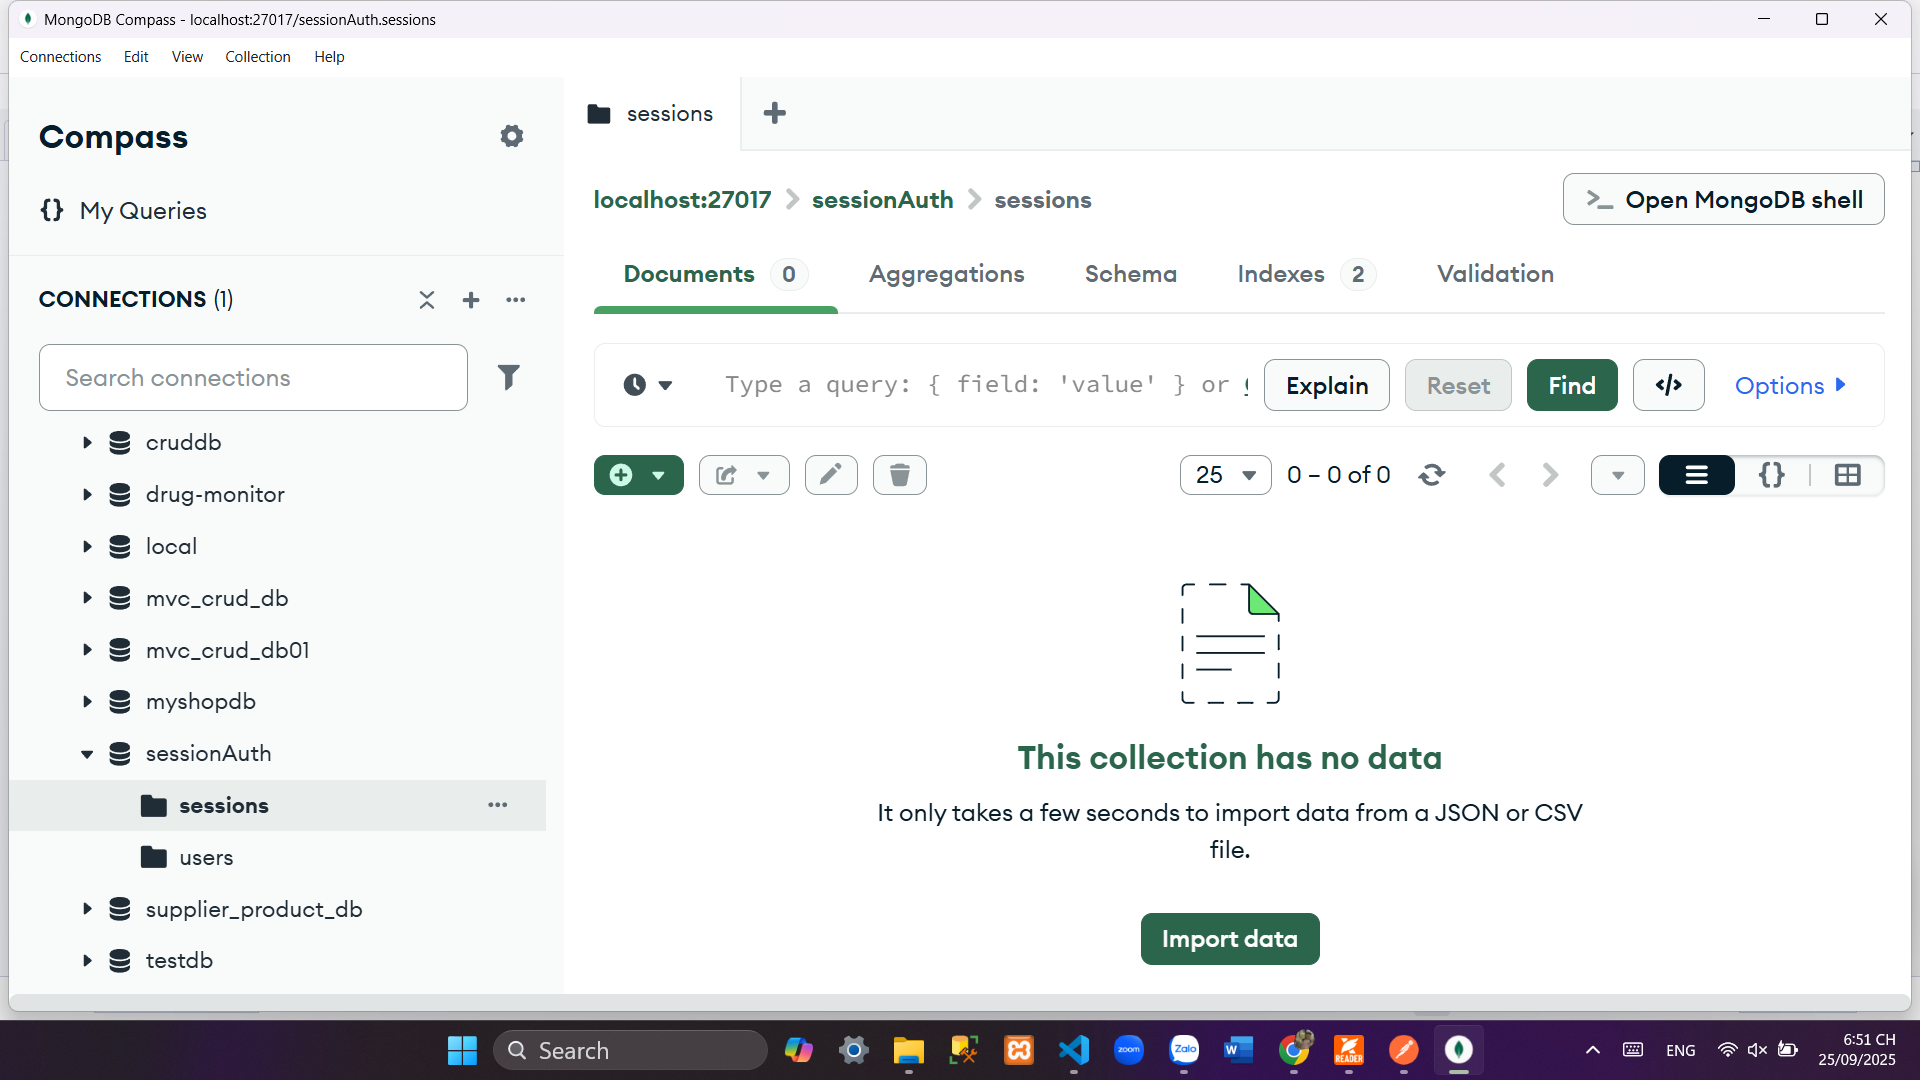 MongoDB Compass - localhost:27017/sessionAuth.sessions
Connections Edit View Collection Help
Compass
{} My Queries
CONNECTIONS (1)
Search connections
cruddb
drug-monitor
local
mvc_crud_db
mvc_crud_db01
myshopdb
sessionAuth
sessions
users
supplier_product_db
testdb
sessions
localhost:27017 > sessionAuth > sessions
>_ Open MongoDB shell
Documents 0 Aggregations Schema Indexes 2 Validation
Type a query: { field: 'value' } or
Explain Reset Find </> Options
25 0 – 0 of 0 {}
This collection has no data
It only takes a few seconds to import data from a JSON or CSV
file.
Import data
Search
zoom
Zalo
W
READER
ENG
6:51 CH
25/09/2025